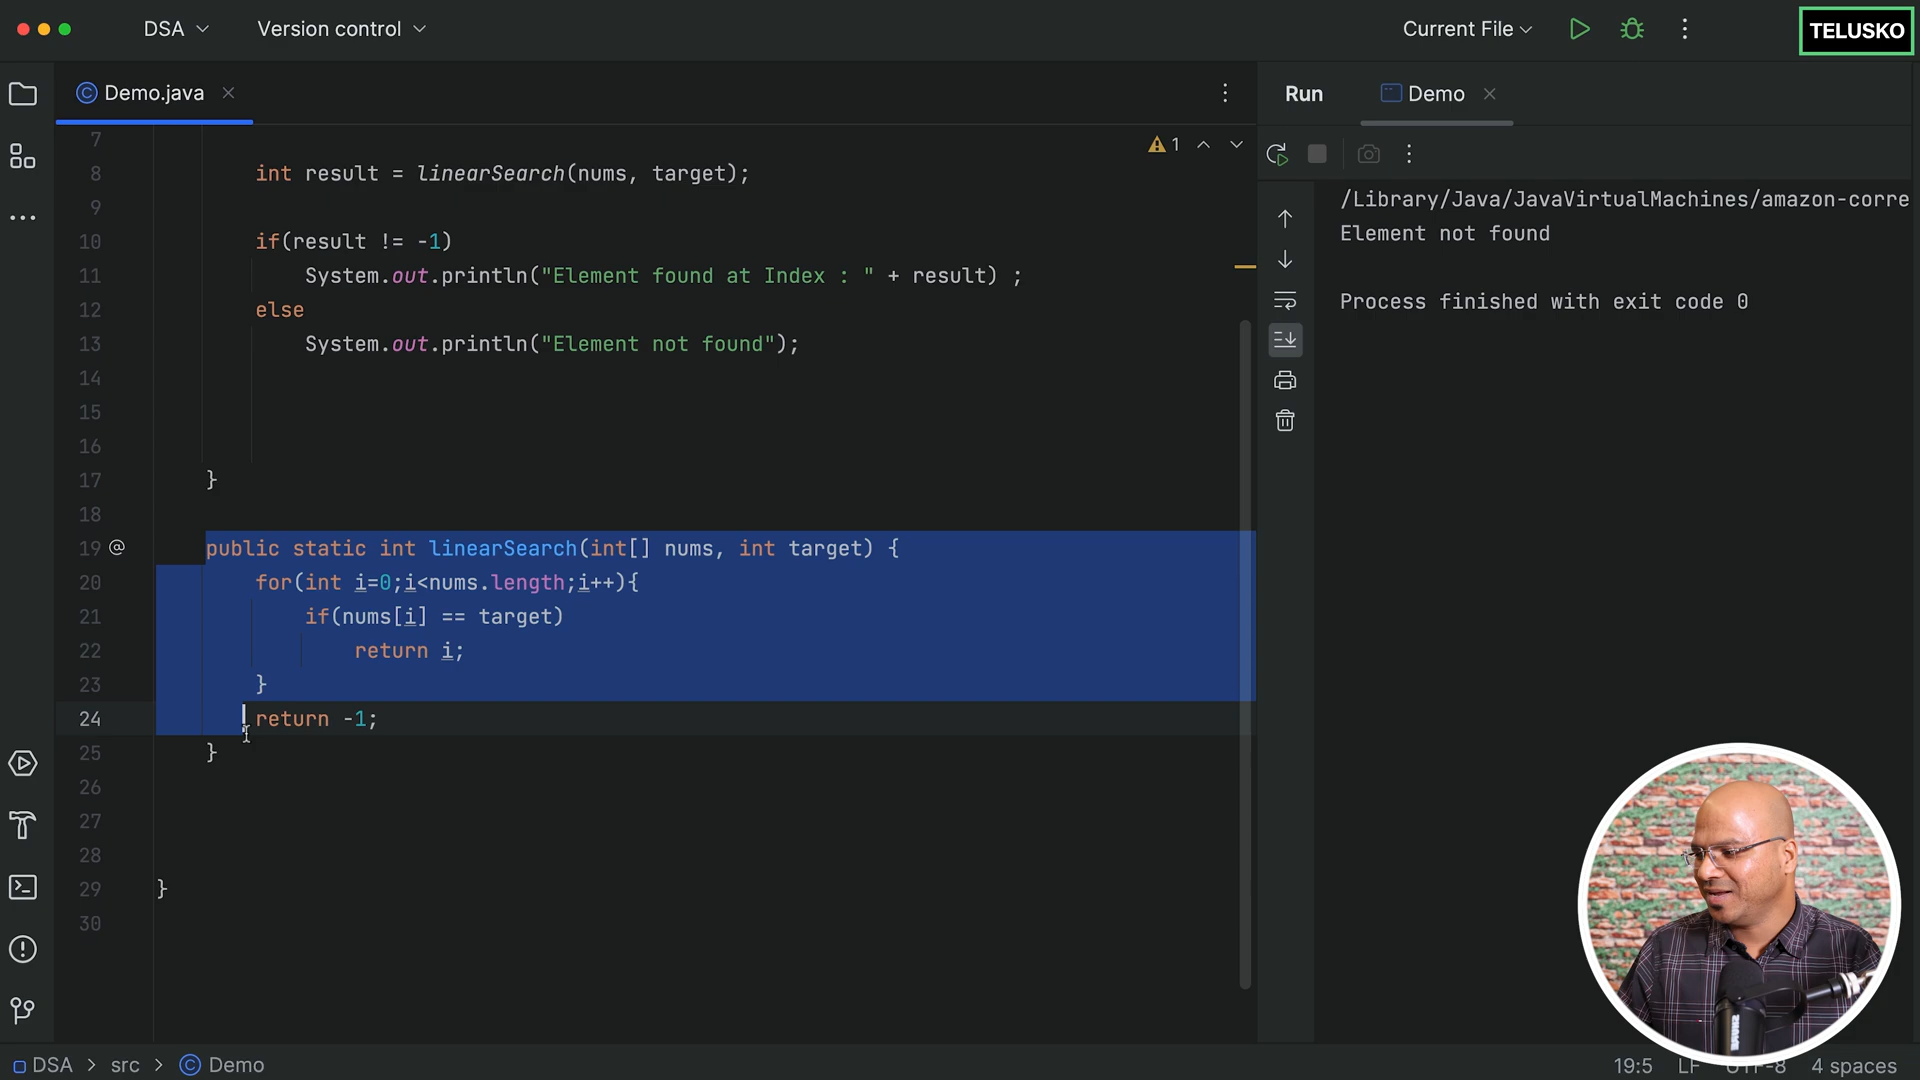 DSA
Version control
Current File
TELUSKO
Demo.java
Run
Demo
1
7
8 int result = linearSearch(nums, target);
9
10 if(result != -1)
11 System.out.println("Element found at Index : " + result) ;
12 else
13 System.out.println("Element not found");
14
15
16
17 }
18
19 @ public static int linearSearch(int[] nums, int target) {
20 for(int i=0;i<nums.length;i++){
21 if(nums[i] == target)
22 return i;
23 }
24 return -1;
25 }
26
27
28
29 }
30
/Library/Java/JavaVirtualMachines/amazon-corre
Element not found
Process finished with exit code 0
DSA > src > Demo
19:5 LF UTF-8 4 spaces